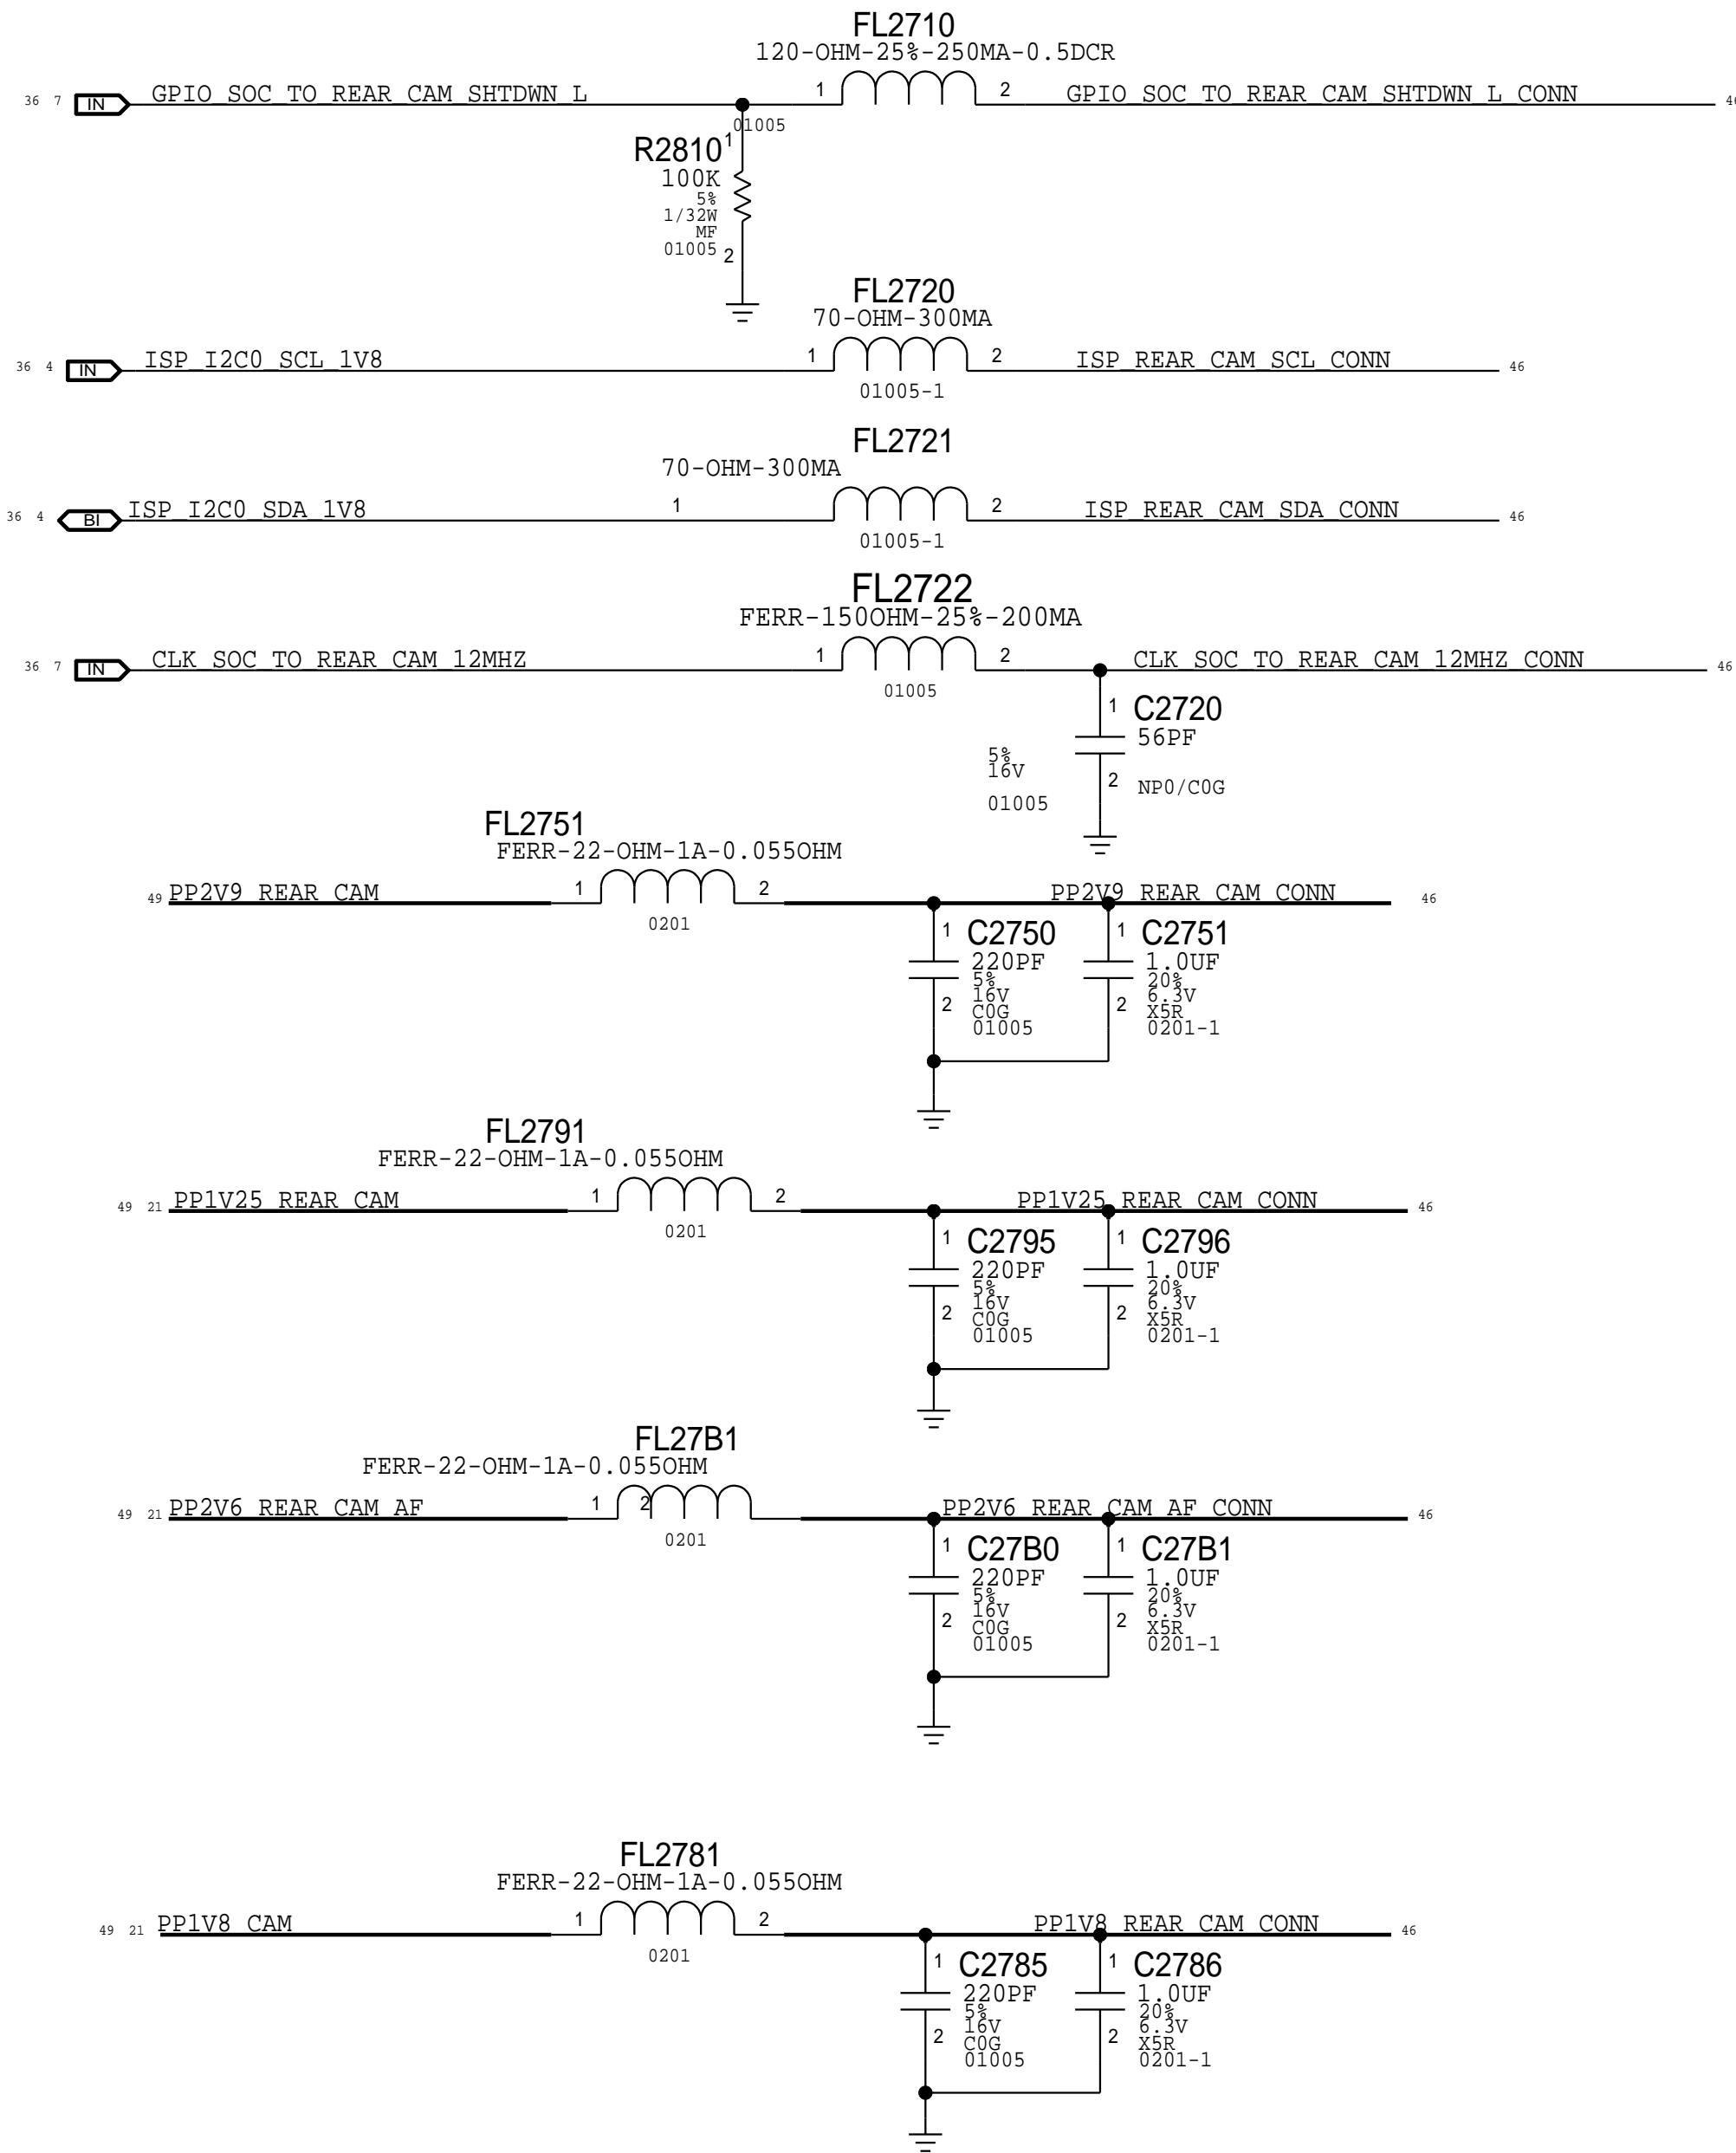 FL2710
120-OHM-25%-250MA-0.5DCR
36 7 IN GPIO_SOC_TO_REAR_CAM_SHTDWN_L 1 2 GPIO_SOC_TO_REAR_CAM_SHTDWN_L_CONN 46
01005
R2810 1
100K
5%
1/32W
MF
01005 2
FL2720
70-OHM-300MA
36 4 IN ISP_I2C0_SCL_1V8 1 2 ISP_REAR_CAM_SCL_CONN 46
01005-1
FL2721
70-OHM-300MA
36 4 BI ISP_I2C0_SDA_1V8 1 2 ISP_REAR_CAM_SDA_CONN 46
01005-1
FL2722
FERR-150OHM-25%-200MA
36 7 IN CLK_SOC_TO_REAR_CAM_12MHZ 1 2 CLK_SOC_TO_REAR_CAM_12MHZ_CONN 46
01005
1 C2720
56PF
5%
16V
2 NP0/C0G
01005
FL2751
FERR-22-OHM-1A-0.055OHM
49 PP2V9_REAR_CAM 1 2 PP2V9_REAR_CAM_CONN 46
0201
1 C2750 1 C2751
220PF 1.0UF
5% 20%
16V 6.3V
2 C0G 2 X5R
01005 0201-1
FL2791
FERR-22-OHM-1A-0.055OHM
49 21 PP1V25_REAR_CAM 1 2 PP1V25_REAR_CAM_CONN 46
0201
1 C2795 1 C2796
220PF 1.0UF
5% 20%
16V 6.3V
2 C0G 2 X5R
01005 0201-1
FL27B1
FERR-22-OHM-1A-0.055OHM
49 21 PP2V6_REAR_CAM_AF 1 2 PP2V6_REAR_CAM_AF_CONN 46
0201
1 C27B0 1 C27B1
220PF 1.0UF
5% 20%
16V 6.3V
2 C0G 2 X5R
01005 0201-1
FL2781
FERR-22-OHM-1A-0.055OHM
49 21 PP1V8_CAM 1 2 PP1V8_REAR_CAM_CONN 46
0201
1 C2785 1 C2786
220PF 1.0UF
5% 20%
16V 6.3V
2 C0G 2 X5R
01005 0201-1